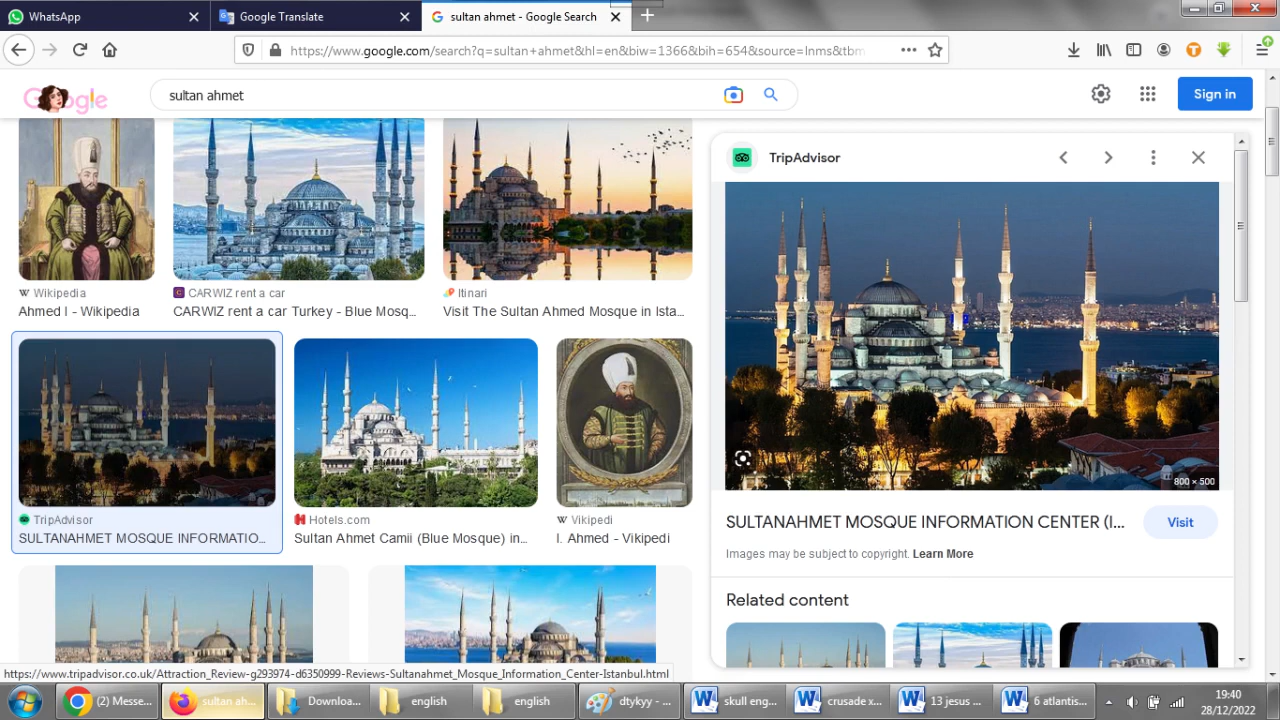 WhatsApp
Google Translate
sultan ahmet - Google Search
https://www.google.com/search?q=sultan+ahmet&hl=en&biw=1366&bih=654&source=lnms&tbm
sultan ahmet
Sign in
Wikipedia
Ahmed I - Wikipedia
CARWIZ rent a car
CARWIZ rent a car Turkey - Blue Mosq...
Itinari
Visit The Sultan Ahmed Mosque in Ista...
TripAdvisor
SULTANAHMET MOSQUE INFORMATIO...
Hotels.com
Sultan Ahmet Camii (Blue Mosque) in...
Vikipedi
I. Ahmed - Vikipedi
TripAdvisor
800 × 500
SULTANAHMET MOSQUE INFORMATION CENTER (I...
Visit
Images may be subject to copyright. Learn More
Related content
https://www.tripadvisor.co.uk/Attraction_Review-g293974-d6350999-Reviews-Sultanahmet_Mosque_Information_Center-Istanbul.html
(2) Messe...
sultan ah...
Downloa...
english
english
dtykyy - ...
skull eng...
crusade x...
13 jesus ...
6 atlantis...
19:40
28/12/2022